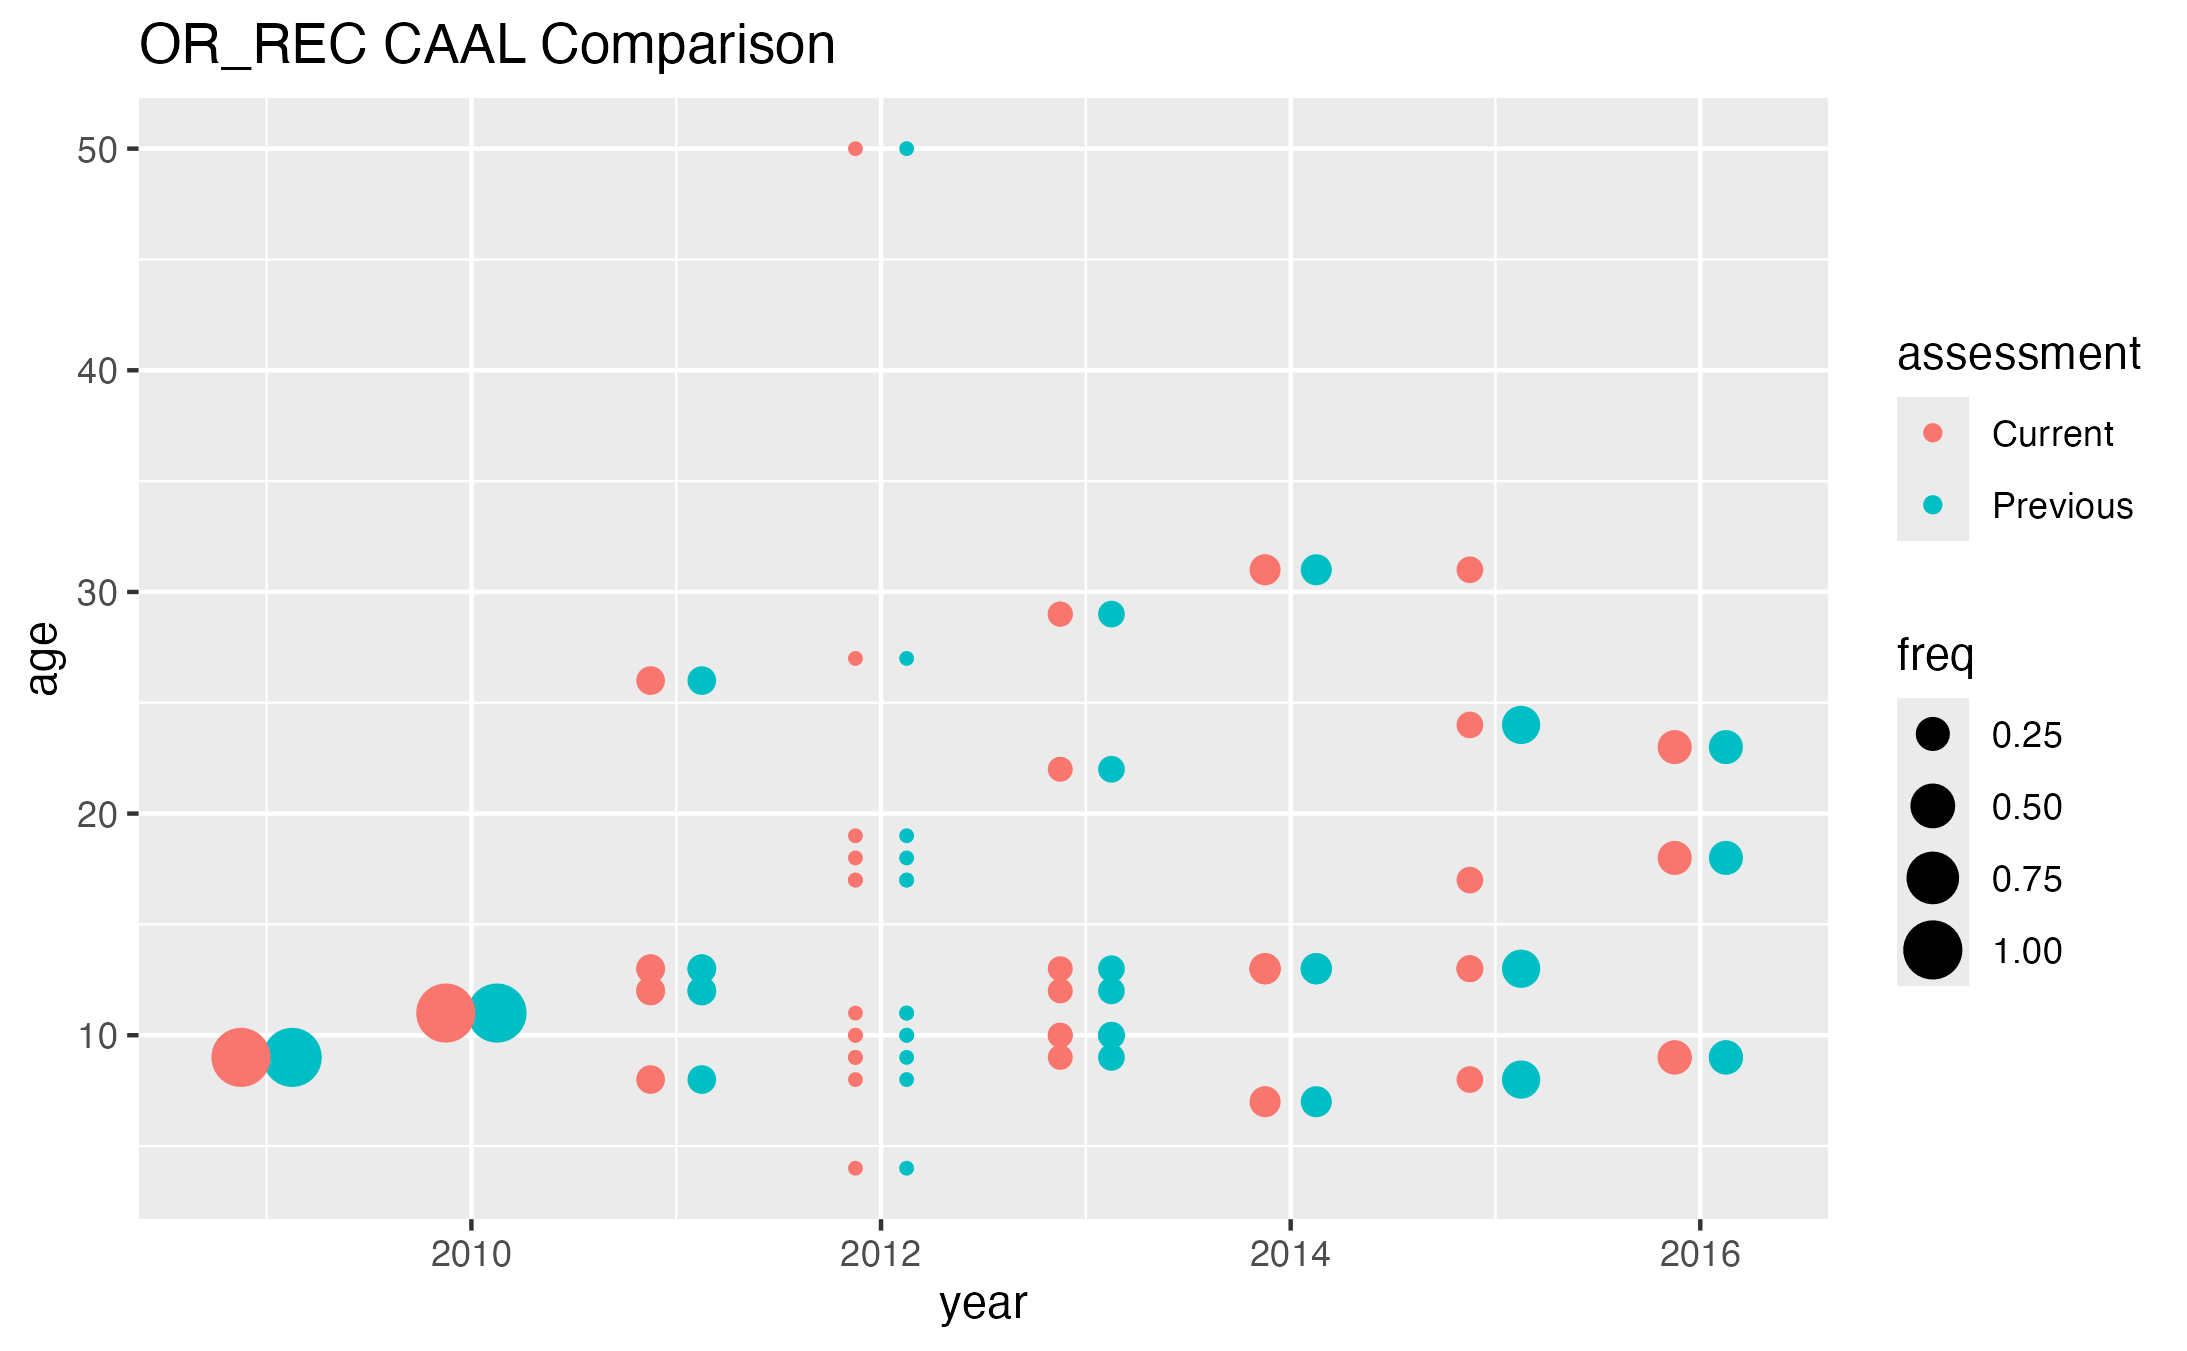 OR_REC CAAL Comparison
50
40
30
20
10
age
2010 2012 2014 2016
year
assessment
Current
Previous
freq
0.25
0.50
0.75
1.00